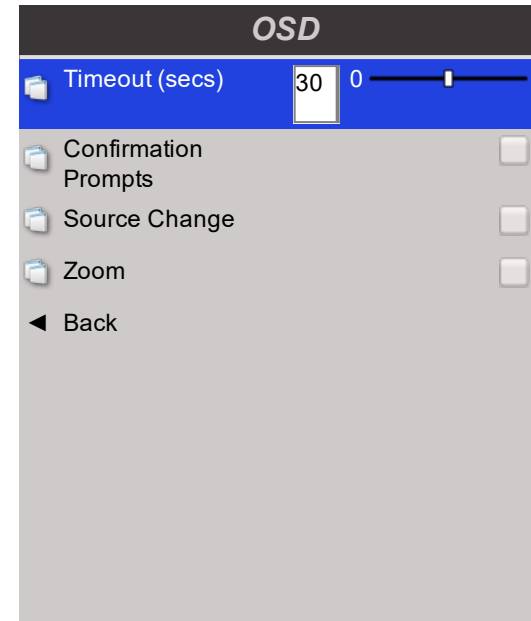 OSD
Timeout (secs) 30 0
Confirmation
Prompts
Source Change
Zoom
◄ Back